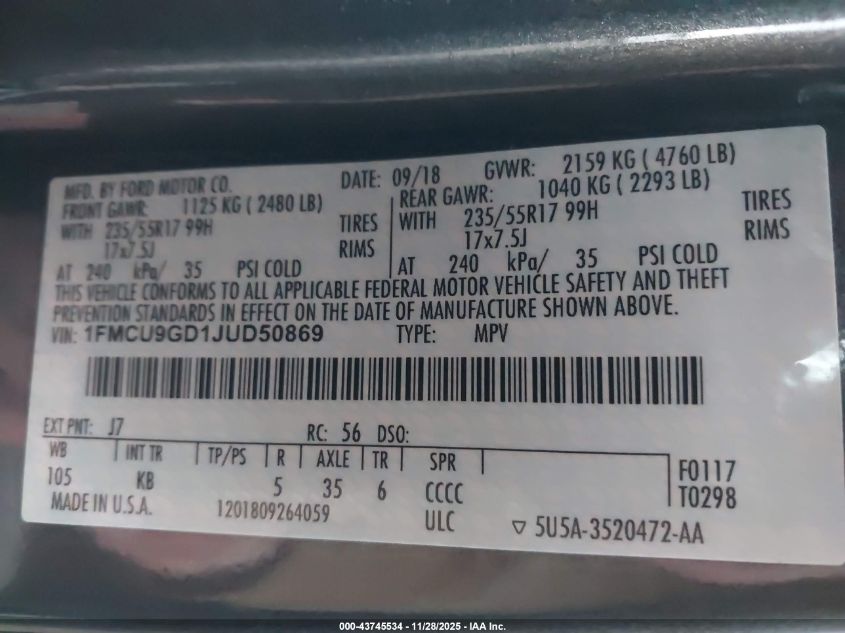 MFD. BY FORD MOTOR CO. DATE: 09/18 GVWR: 2159 KG ( 4760 LB)
FRONT GAWR: 1125 KG ( 2480 LB) REAR GAWR: 1040 KG ( 2293 LB)
WITH 235/55R17 99H TIRES WITH 235/55R17 99H TIRES
17x7.5J RIMS 17x7.5J RIMS
AT 240 kPa/ 35 PSI COLD AT 240 kPa/ 35 PSI COLD
THIS VEHICLE CONFORMS TO ALL APPLICABLE FEDERAL MOTOR VEHICLE SAFETY AND THEFT
PREVENTION STANDARDS IN EFFECT ON THE DATE OF MANUFACTURE SHOWN ABOVE.
VIN: 1FMCU9GD1JUD50869 TYPE: MPV
EXT PNT: J7 RC: 56 DSO:
WB INT TR TP/PS R AXLE TR SPR F0117
105 KB 5 35 6 CCCC T0298
MADE IN U.S.A. 1201809264059 ULC ▽ 5U5A-3520472-AA
000-43745534 - 11/28/2025 - IAA Inc.